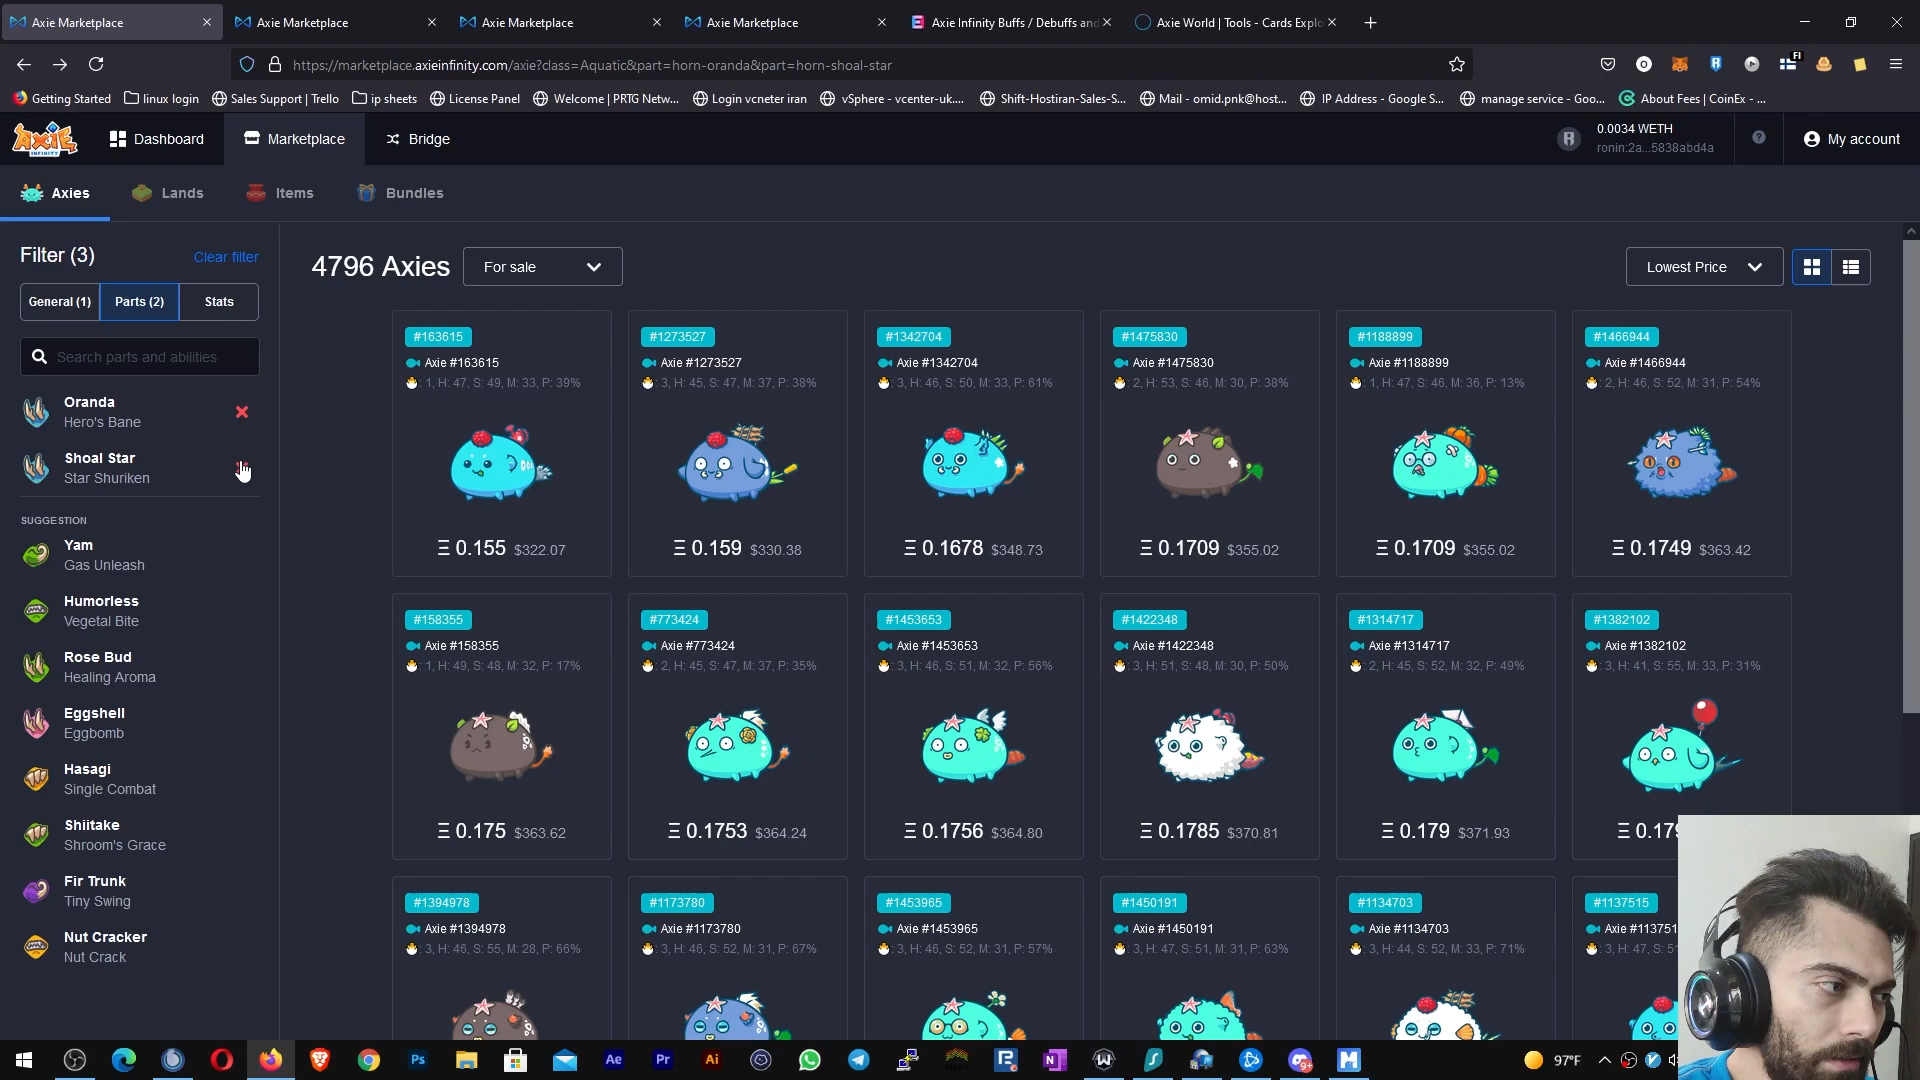 Axie Marketplace
Axie Marketplace
Axie Marketplace
Axie Marketplace
Axie Infinity Buffs / Debuffs and
Axie World | Tools - Cards Explo
https://marketplace.axieinfinity.com/axie?class=Aquatic&part=horn-oranda&part=horn-shoal-star
FI
Getting Started
linux login
Sales Support | Trello
ip sheets
License Panel
Welcome | PRTG Netw...
Login vcneter iran
vSphere - vcenter-uk....
Shift-Hostiran-Sales-S...
Mail - omid.pnk@host...
IP Address - Google S...
manage service - Goo...
About Fees | CoinEx - ...
AXIE
INFINITY
Dashboard
Marketplace
Bridge
0.0034 WETH
ronin:2a...5838abd4a
My account
Axies
Lands
Items
Bundles
Filter (3)
Clear filter
General (1)
Parts (2)
Stats
Search parts and abilities
Oranda
Hero's Bane
Shoal Star
Star Shuriken
SUGGESTION
Yam
Gas Unleash
Humorless
Vegetal Bite
Rose Bud
Healing Aroma
Eggshell
Eggbomb
Hasagi
Single Combat
Shiitake
Shroom's Grace
Fir Trunk
Tiny Swing
Nut Cracker
Nut Crack
4796 Axies
For sale
Lowest Price
#163615
Axie #163615
: 1, H: 47, S: 49, M: 33, P: 39%
Ξ 0.155 $322.07
#1273527
Axie #1273527
: 3, H: 45, S: 47, M: 37, P: 38%
Ξ 0.159 $330.38
#1342704
Axie #1342704
: 3, H: 46, S: 50, M: 33, P: 61%
Ξ 0.1678 $348.73
#1475830
Axie #1475830
: 2, H: 53, S: 46, M: 30, P: 38%
Ξ 0.1709 $355.02
#1188899
Axie #1188899
: 1, H: 47, S: 46, M: 36, P: 13%
Ξ 0.1709 $355.02
#1466944
Axie #1466944
: 2, H: 46, S: 52, M: 31, P: 54%
Ξ 0.1749 $363.42
#158355
Axie #158355
: 1, H: 49, S: 48, M: 32, P: 17%
Ξ 0.175 $363.62
#773424
Axie #773424
: 2, H: 45, S: 47, M: 37, P: 35%
Ξ 0.1753 $364.24
#1453653
Axie #1453653
: 3, H: 46, S: 51, M: 32, P: 56%
Ξ 0.1756 $364.80
#1422348
Axie #1422348
: 3, H: 51, S: 48, M: 30, P: 50%
Ξ 0.1785 $370.81
#1314717
Axie #1314717
: 2, H: 45, S: 52, M: 32, P: 49%
Ξ 0.179 $371.93
#1382102
Axie #1382102
: 3, H: 41, S: 55, M: 33, P: 31%
Ξ 0.179
#1394978
Axie #1394978
: 3, H: 46, S: 55, M: 28, P: 66%
#1173780
Axie #1173780
: 3, H: 46, S: 52, M: 31, P: 67%
#1453965
Axie #1453965
: 3, H: 46, S: 52, M: 31, P: 57%
#1450191
Axie #1450191
: 3, H: 47, S: 51, M: 31, P: 63%
#1134703
Axie #1134703
: 3, H: 44, S: 52, M: 33, P: 71%
#1137515
Axie #113751
: 3, H: 47, S: 5
Ps
Ae
Pr
Ai
97°F